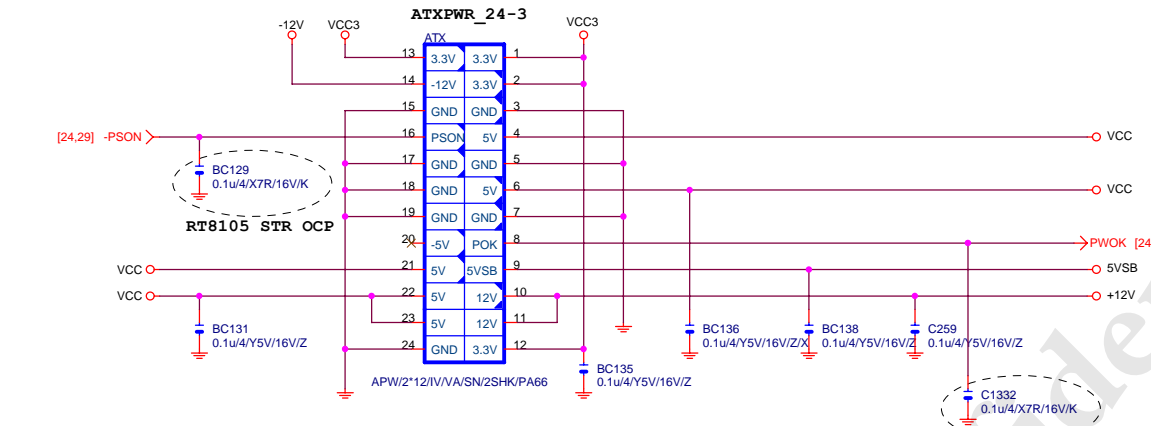 ATXPWR_24-3
-12V VCC3 VCC3
ATX
13 3.3V 3.3V 1
14 -12V 3.3V 2
15 GND GND 3
[24,29] -PSON 16 PSON 5V 4 VCC
17 GND GND 5
BC129
0.1u/4/X7R/16V/K
18 GND 5V 6 VCC
19 GND GND 7
RT8105 STR OCP
20 -5V POK 8 PWOK [24
VCC 21 5V 5VSB 9 5VSB
VCC 22 5V 12V 10 +12V
23 5V 12V 11
BC131
0.1u/4/Y5V/16V/Z
BC136
0.1u/4/Y5V/16V/Z/X
BC138
0.1u/4/Y5V/16V/Z
C259
0.1u/4/Y5V/16V/Z
24 GND 3.3V 12
BC135
0.1u/4/Y5V/16V/Z
APW/2*12/IV/VA/SN/2SHK/PA66
C1332
0.1u/4/X7R/16V/K